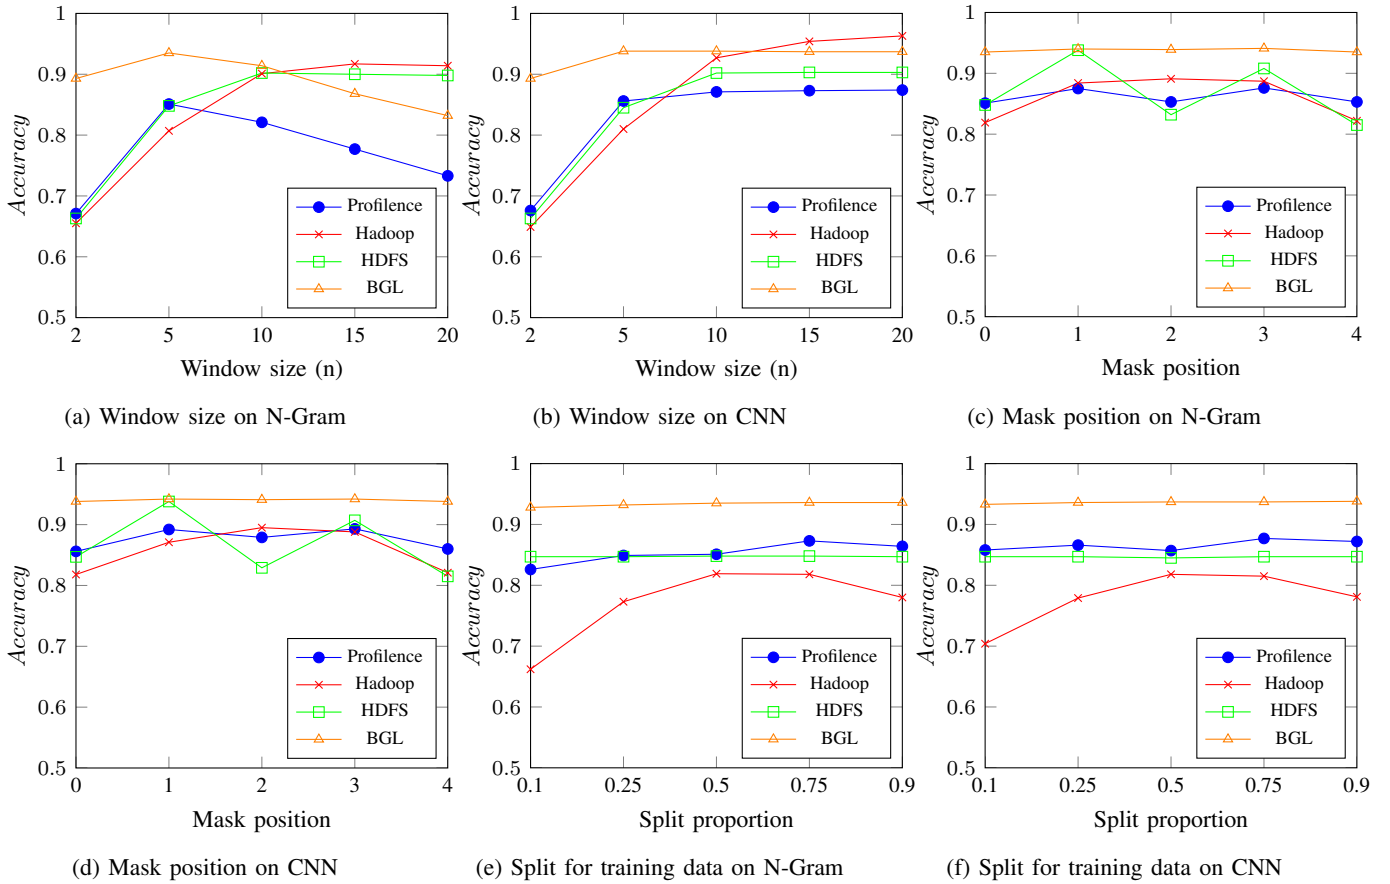 1
0.9
0.8
0.7
0.6
0.5
2
5
10
15
20
Accuracy
Window size (n)
Profilence
Hadoop
HDFS
BGL
(a) Window size on N-Gram
1
0.9
0.8
0.7
0.6
0.5
2
5
10
15
20
Accuracy
Window size (n)
Profilence
Hadoop
HDFS
BGL
(b) Window size on CNN
1
0.9
0.8
0.7
0.6
0.5
0
1
2
3
4
Accuracy
Mask position
Profilence
Hadoop
HDFS
BGL
(c) Mask position on N-Gram
1
0.9
0.8
0.7
0.6
0.5
0
1
2
3
4
Accuracy
Mask position
Profilence
Hadoop
HDFS
BGL
(d) Mask position on CNN
1
0.9
0.8
0.7
0.6
0.5
0.1
0.25
0.5
0.75
0.9
Accuracy
Split proportion
Profilence
Hadoop
HDFS
BGL
(e) Split for training data on N-Gram
1
0.9
0.8
0.7
0.6
0.5
0.1
0.25
0.5
0.75
0.9
Accuracy
Split proportion
Profilence
Hadoop
HDFS
BGL
(f) Split for training data on CNN